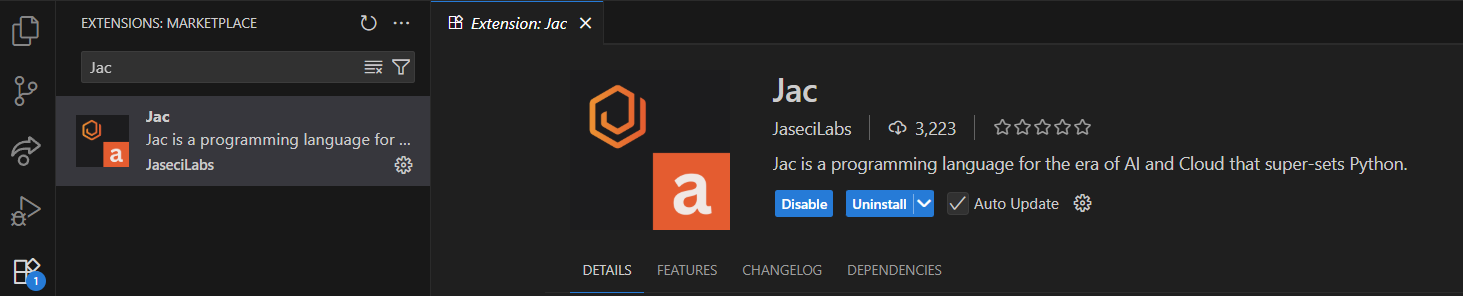 EXTENSIONS: MARKETPLACE
Jac
Jac
Jac is a programming language for ...
JaseciLabs
a
1
Extension: Jac
a
Jac
JaseciLabs 3,223
Jac is a programming language for the era of AI and Cloud that super-sets Python.
Disable Uninstall Auto Update
DETAILS FEATURES CHANGELOG DEPENDENCIES